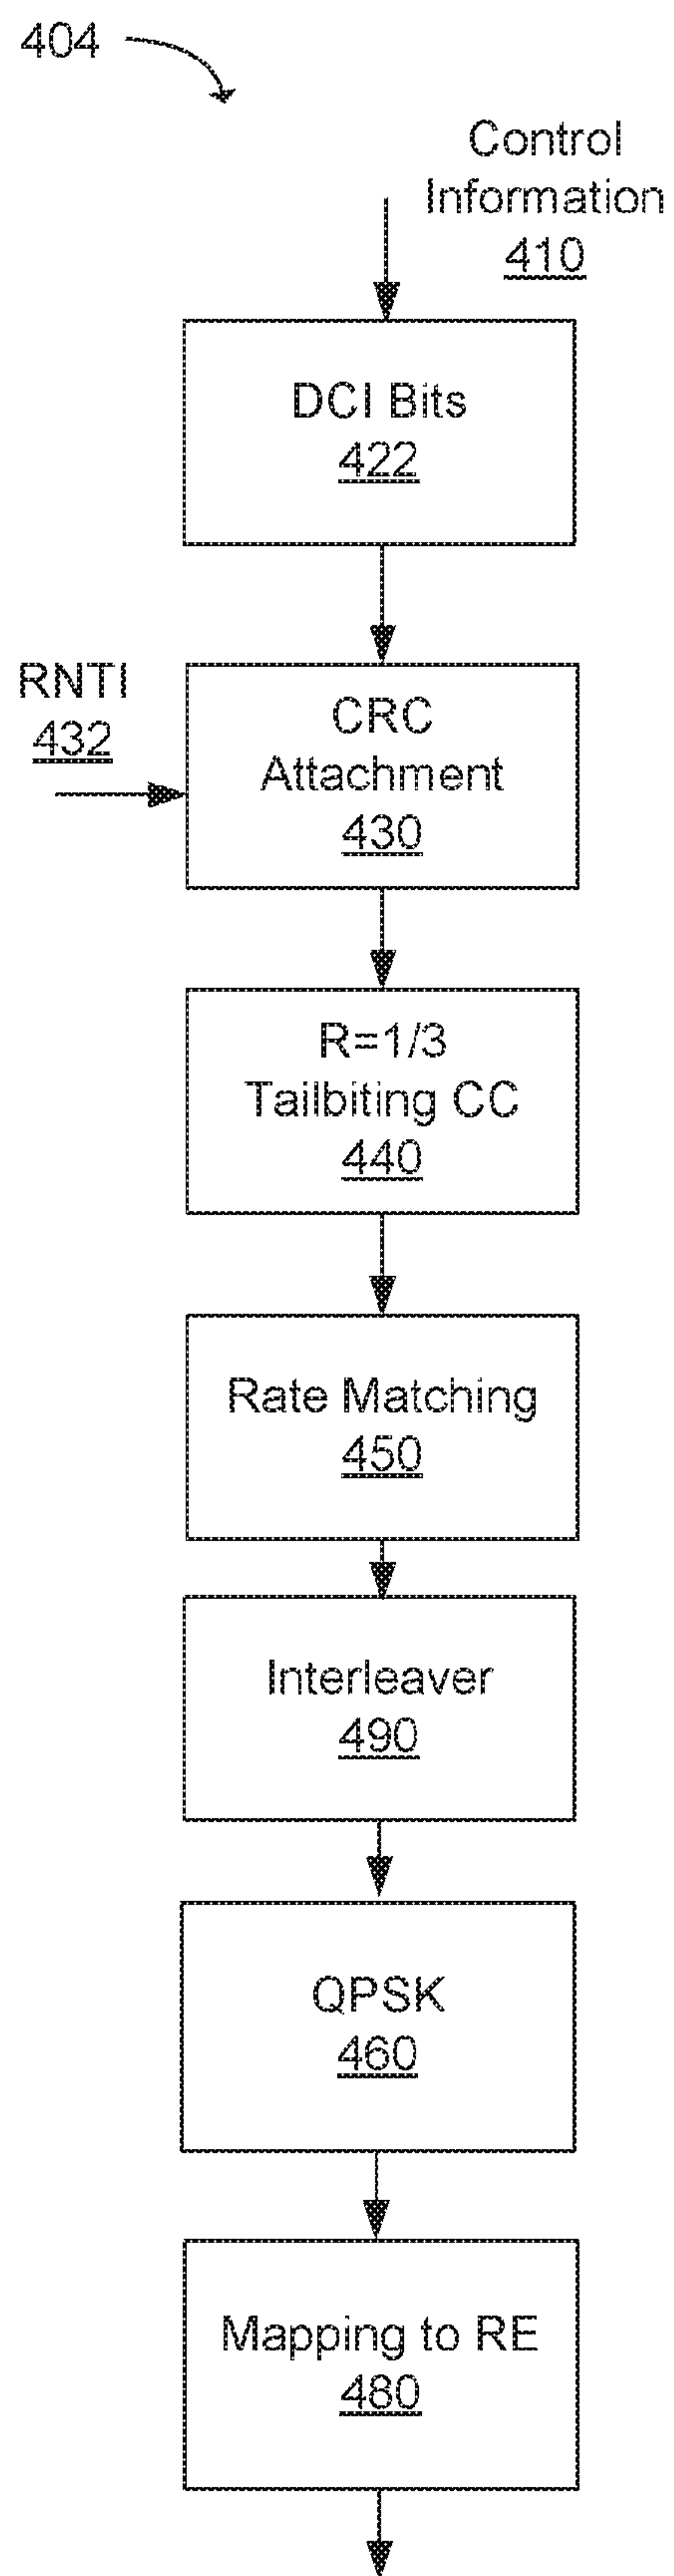 404
Control
Information
410
DCI Bits
422
RNTI
432
CRC
Attachment
430
R=1/3
Tailbiting CC
440
Rate Matching
450
Interleaver
490
QPSK
460
Mapping to RE
480